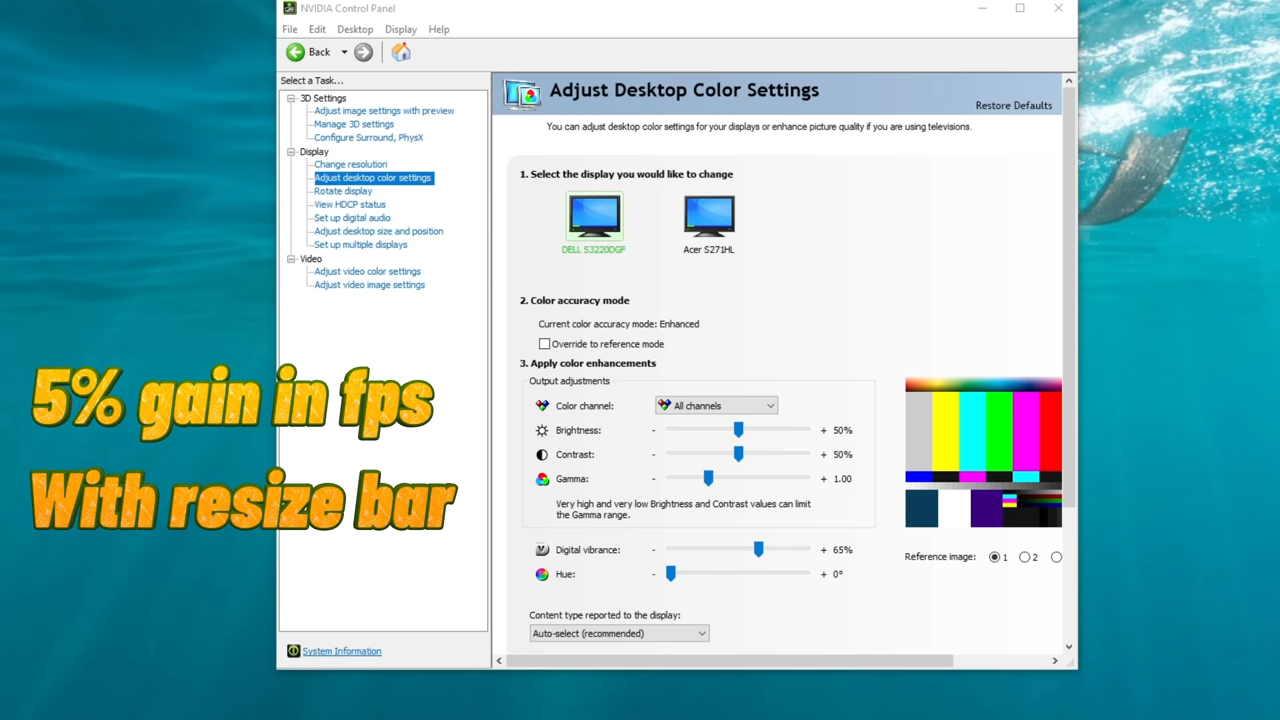 NVIDIA Control Panel
File Edit Desktop Display Help
Back
Select a Task...
3D Settings
Adjust image settings with preview
Manage 3D settings
Configure Surround, PhysX
Display
Change resolution
Adjust desktop color settings
Rotate display
View HDCP status
Set up digital audio
Adjust desktop size and position
Set up multiple displays
Video
Adjust video color settings
Adjust video image settings
System Information
Adjust Desktop Color Settings
Restore Defaults
You can adjust desktop color settings for your displays or enhance picture quality if you are using televisions.
1. Select the display you would like to change
DELL S3220DGF Acer S271HL
2. Color accuracy mode
Current color accuracy mode: Enhanced
Override to reference mode
3. Apply color enhancements
Output adjustments
Color channel: All channels
Brightness: - + 50%
Contrast: - + 50%
Gamma: - + 1.00
Very high and very low Brightness and Contrast values can limit
the Gamma range.
Digital vibrance: - + 65%
Hue: - + 0°
Reference image: 1 2
Content type reported to the display:
Auto-select (recommended)
5% gain in fps
With resize bar